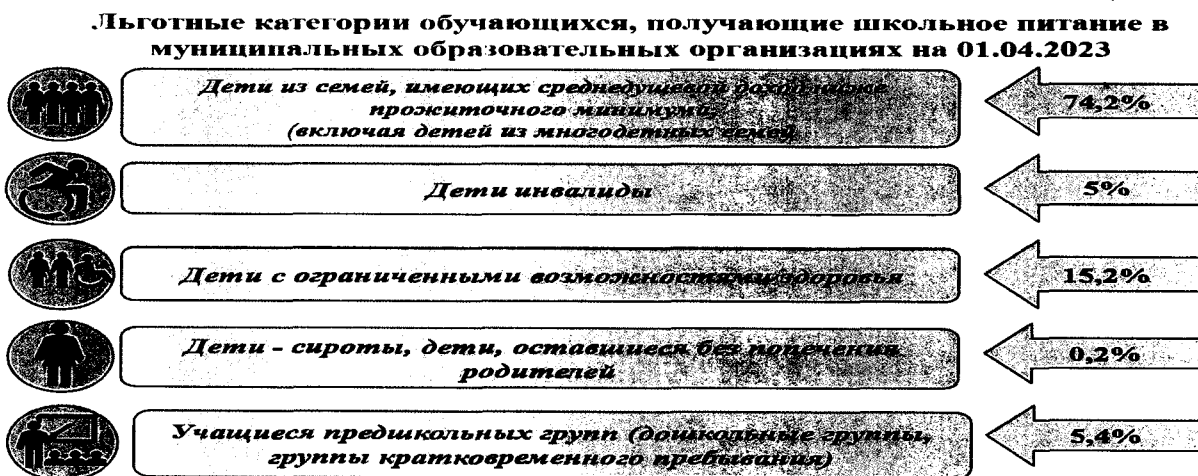 Льготные категории обучающихся, получающие школьное питание в
муниципальных образовательных организациях на 01.04.2023
Дети из семей, имеющих среднедушевой доход ниже
прожиточного минимума
(включая детей из многодетных семей)
74,2%
Дети инвалиды
5%
Дети с ограниченными возможностями здоровья
15,2%
Дети - сироты, дети, оставшиеся без попечения
родителей
0,2%
Учащиеся предшкольных групп (дошкольные группы,
группы кратковременного пребывания)
5,4%